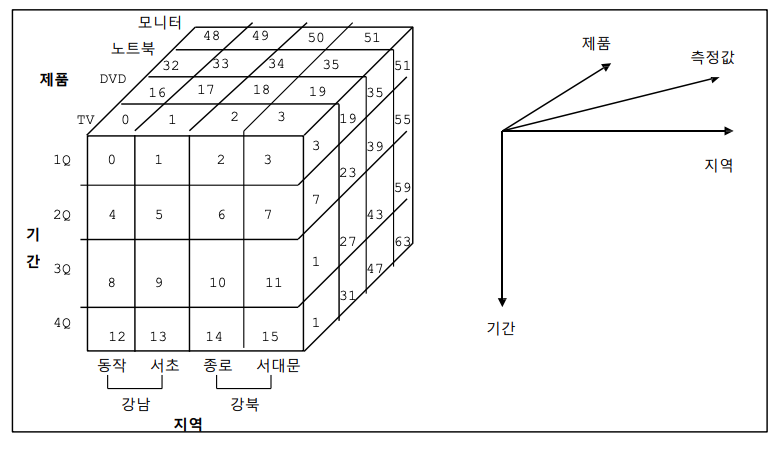 모니터
48 49 50 51
노트북
32 33 34 35 51
제품 DVD
16 17 18 19 35
TV 0 1 2 3 19 55
1Q 0 1 2 3 3 39
23 59
2Q 4 5 6 7 7 43
기간
27 63
3Q 8 9 10 11 1 47
31
4Q 12 13 14 15 1
동작 서초 종로 서대문
강남 강북
지역
제품
측정값
지역
기간